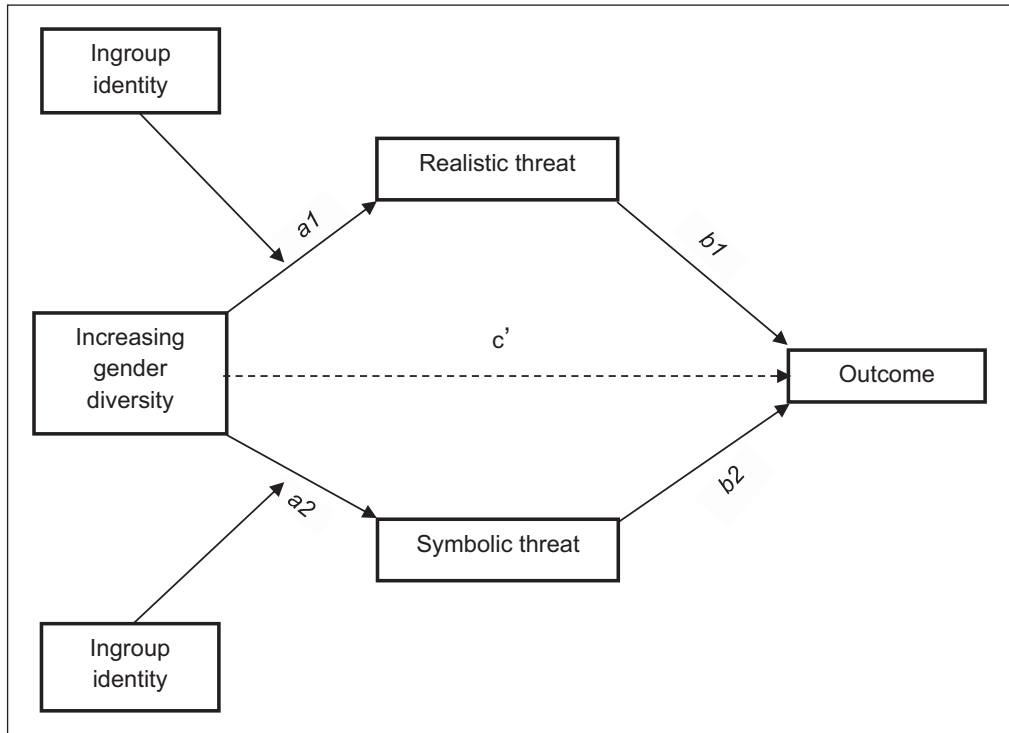 Ingroup
identity
Realistic threat
a1
b1
Increasing
gender
diversity
c’
Outcome
a2
b2
Symbolic threat
Ingroup
identity